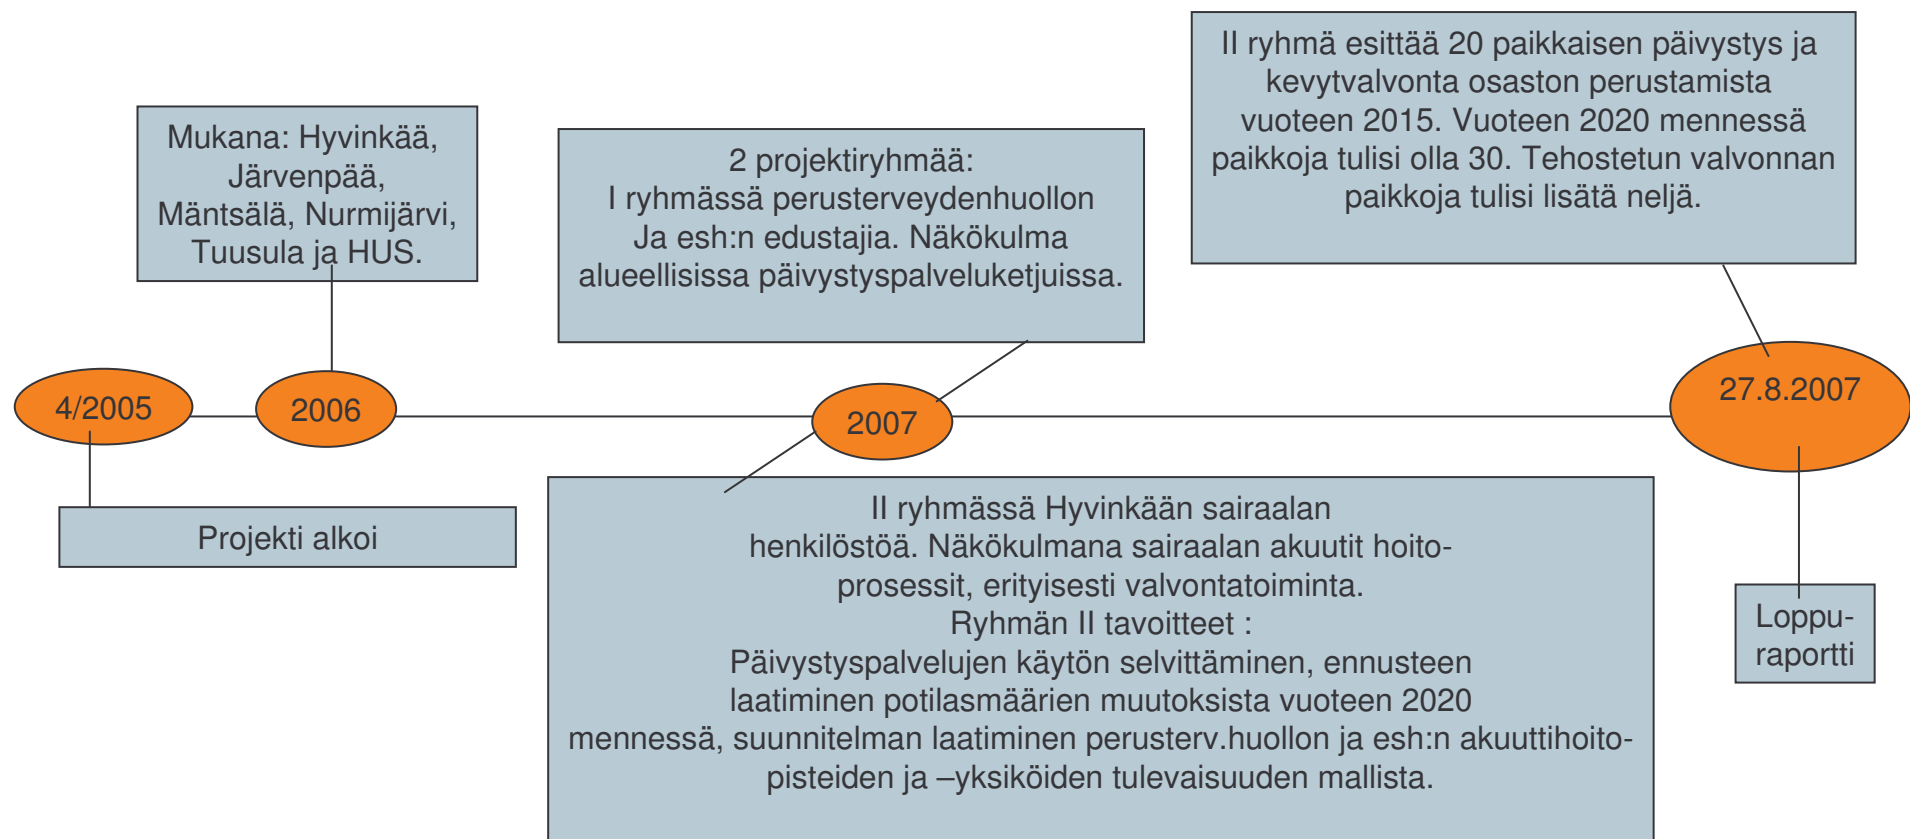 II ryhmä esittää 20 paikkaisen päivystys ja
kevytvalvonta osaston perustamista
vuoteen 2015. Vuoteen 2020 mennessä
paikkoja tulisi olla 30. Tehostetun valvonnan
paikkoja tulisi lisätä neljä.
Mukana: Hyvinkää,
Järvenpää,
Mäntsälä, Nurmijärvi,
Tuusula ja HUS.
2 projektiryhmää:
I ryhmässä perusterveydenhuollon
Ja esh:n edustajia. Näkökulma
alueellisissa päivystyspalveluketjuissa.
4/2005
2006
2007
27.8.2007
Projekti alkoi
II ryhmässä Hyvinkään sairaalan
henkilöstöä. Näkökulmana sairaalan akuutit hoito-
prosessit, erityisesti valvontatoiminta.
Ryhmän II tavoitteet :
Päivystyspalvelujen käytön selvittäminen, ennusteen
laatiminen potilasmäärien muutoksista vuoteen 2020
mennessä, suunnitelman laatiminen perusterv.huollon ja esh:n akuuttihoito-
pisteiden ja –yksiköiden tulevaisuuden mallista.
Loppu-
raportti